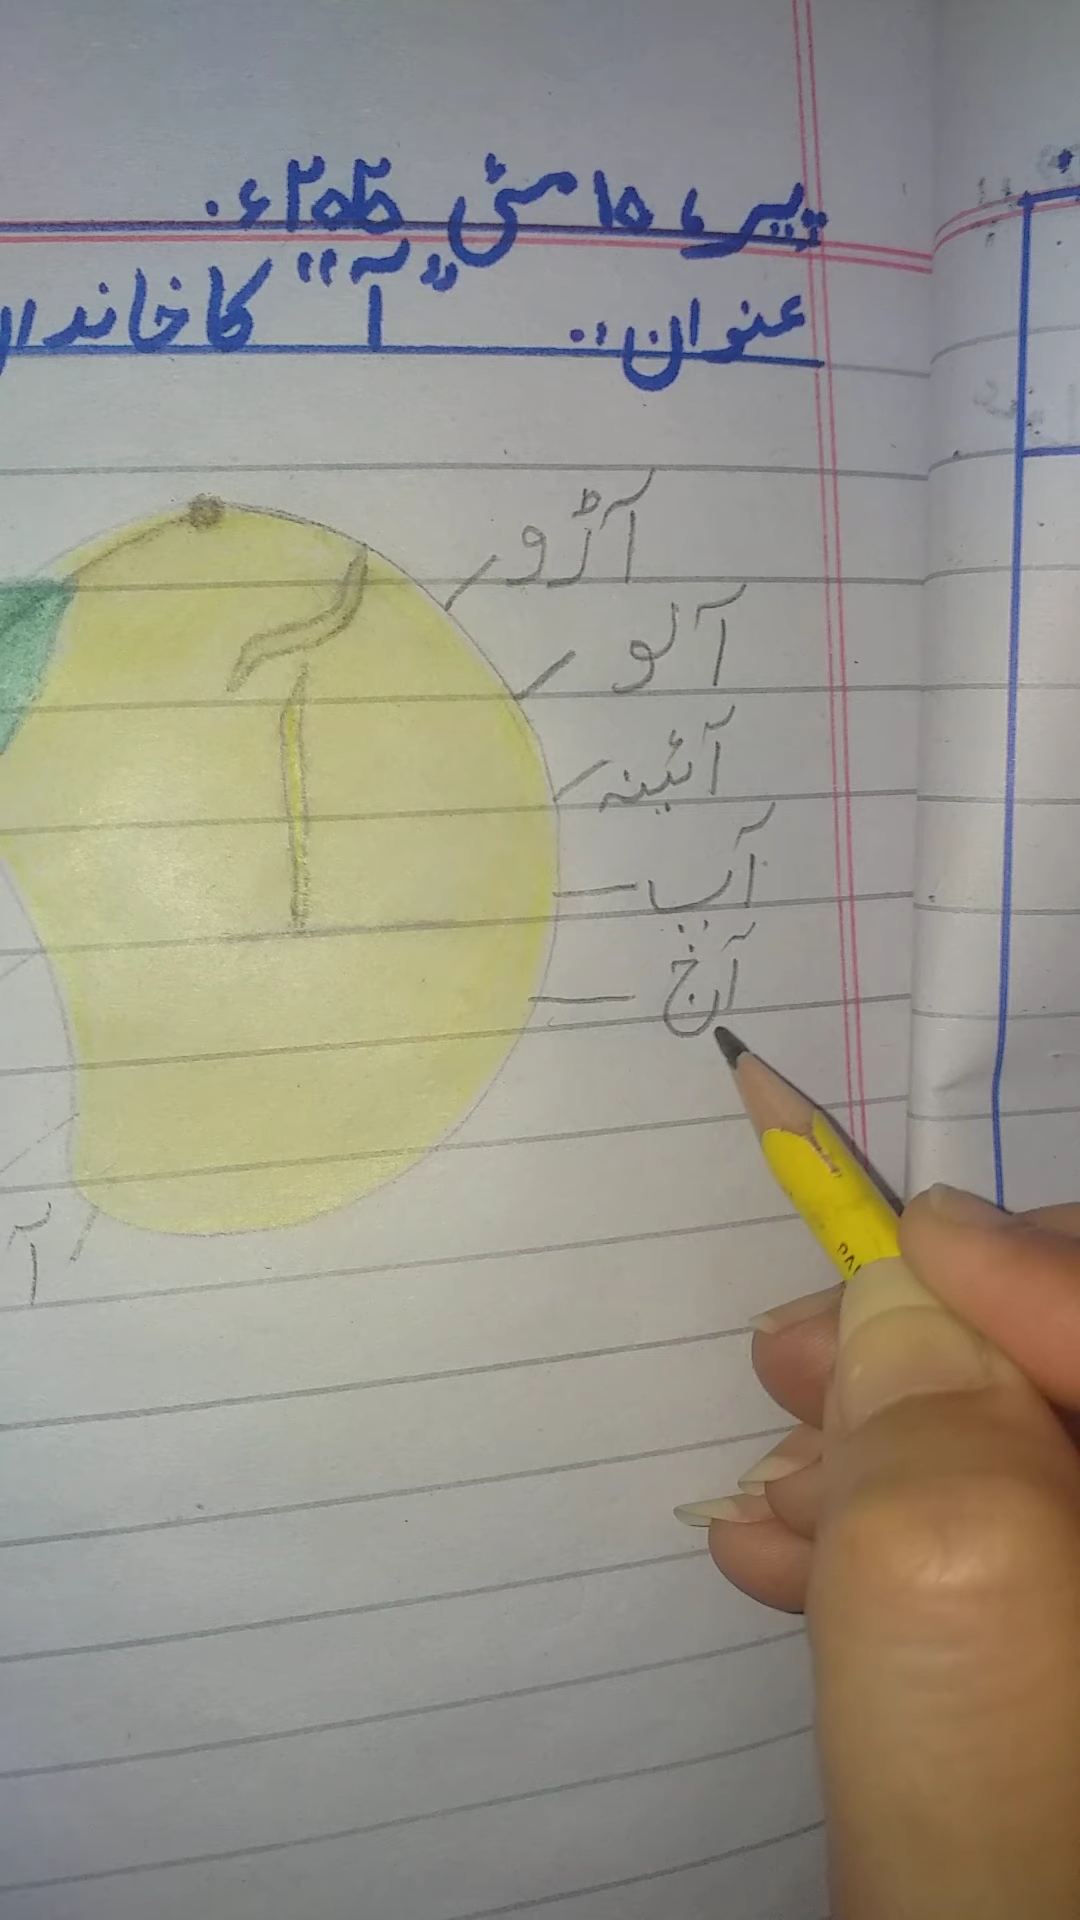 پیر، ۱۵ مئی ۲۰۲۵ء.
عنوان:. "آ" کا خاندان
آ
آڑو
آلو
آئینہ
آپ
آج
آ